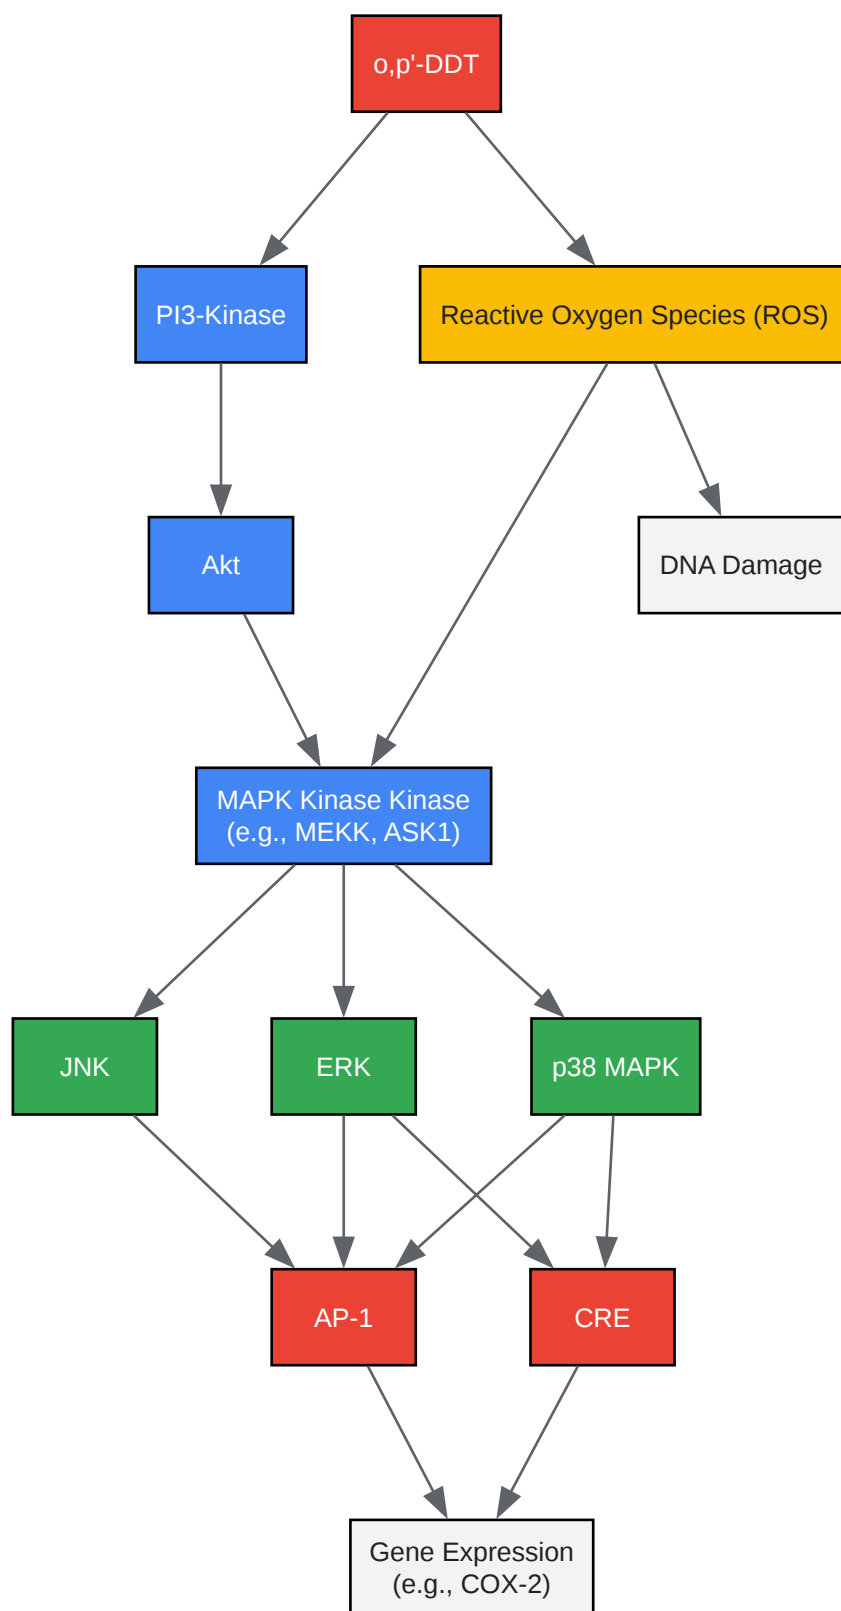 o,p'-DDT
PI3-Kinase
Reactive Oxygen Species (ROS)
Akt
DNA Damage
MAPK Kinase Kinase
(e.g., MEKK, ASK1)
JNK
ERK
p38 MAPK
AP-1
CRE
Gene Expression
(e.g., COX-2)